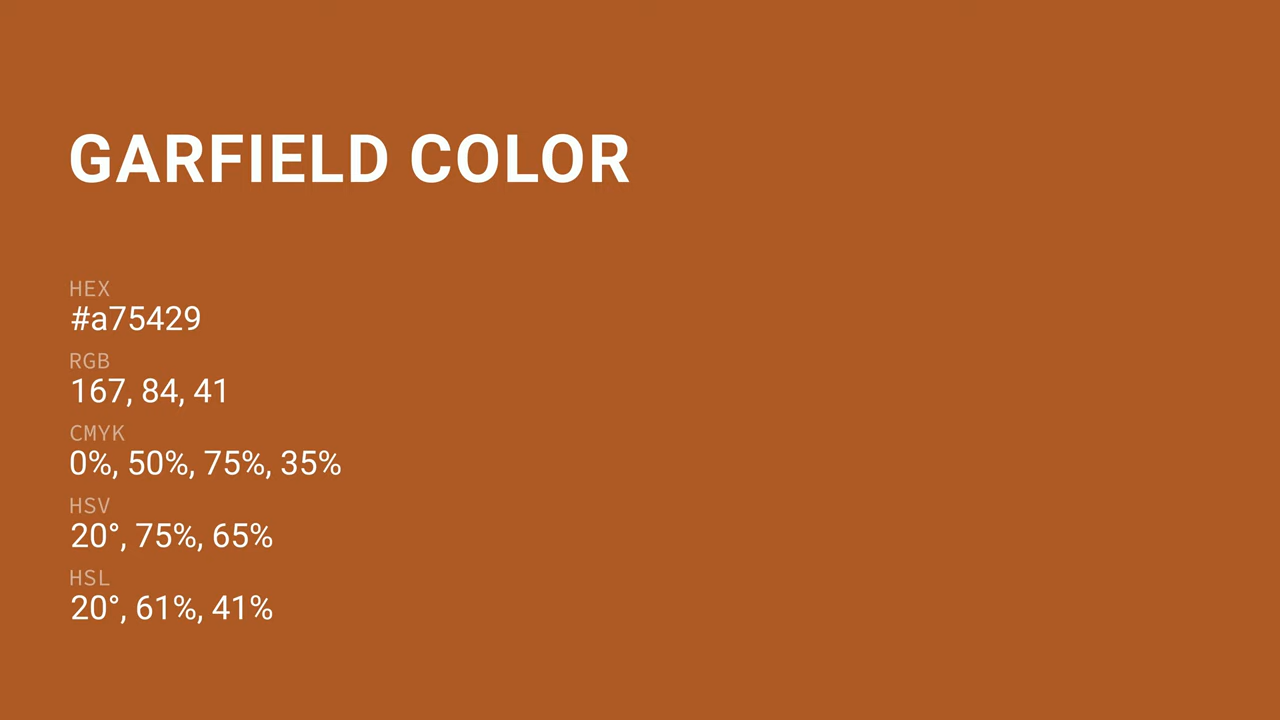 GARFIELD COLOR
HEX
#a75429
RGB
167, 84, 41
CMYK
0%, 50%, 75%, 35%
HSV
20°, 75%, 65%
HSL
20°, 61%, 41%